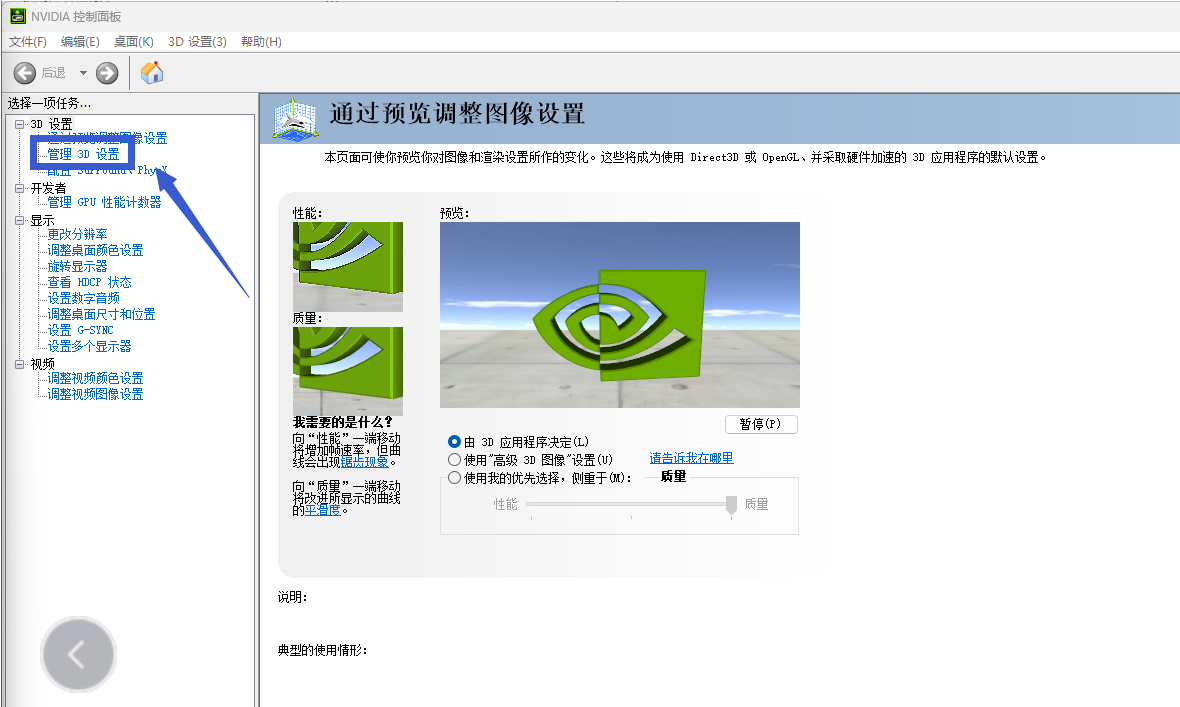 NVIDIA 控制面板
文件(F) 编辑(E) 桌面(K) 3D 设置(3) 帮助(H)
后退
选择一项任务...
3D 设置
通过预览调整图像设置
管理 3D 设置
配置 Surround、PhysX
开发者
管理 GPU 性能计数器
显示
更改分辨率
调整桌面颜色设置
旋转显示器
查看 HDCP 状态
设置数字音频
调整桌面尺寸和位置
设置 G-SYNC
设置多个显示器
视频
调整视频颜色设置
调整视频图像设置
通过预览调整图像设置
本页面可使你预览你对图像和渲染设置所作的变化。这些将成为使用 Direct3D 或 OpenGL、并采取硬件加速的 3D 应用程序的默认设置。
性能:
预览:
质量:
我需要的是什么?
向“性能”一端移动
将增加帧速率，但曲
线会出现锯齿现象。
向“质量”一端移动
将改进所显示的曲线
的平滑度。
暂停(P)
由 3D 应用程序决定(L)
使用"高级 3D 图像"设置(U)
请告诉我在哪里
使用我的优先选择，侧重于(M):
质量
性能
质量
说明:
典型的使用情形: